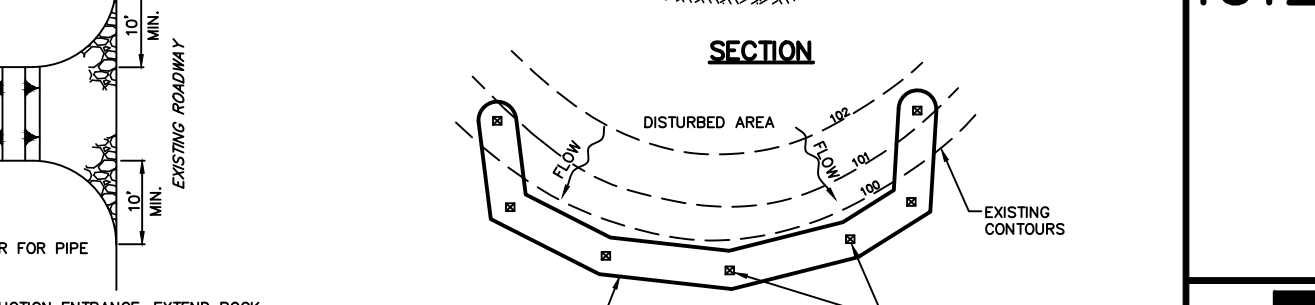 10'
MIN.
EXISTING ROADWAY
10'
MIN.
R FOR PIPE
SECTION
DISTURBED AREA
102
101
100
FLOW
FLOW
EXISTING
CONTOURS